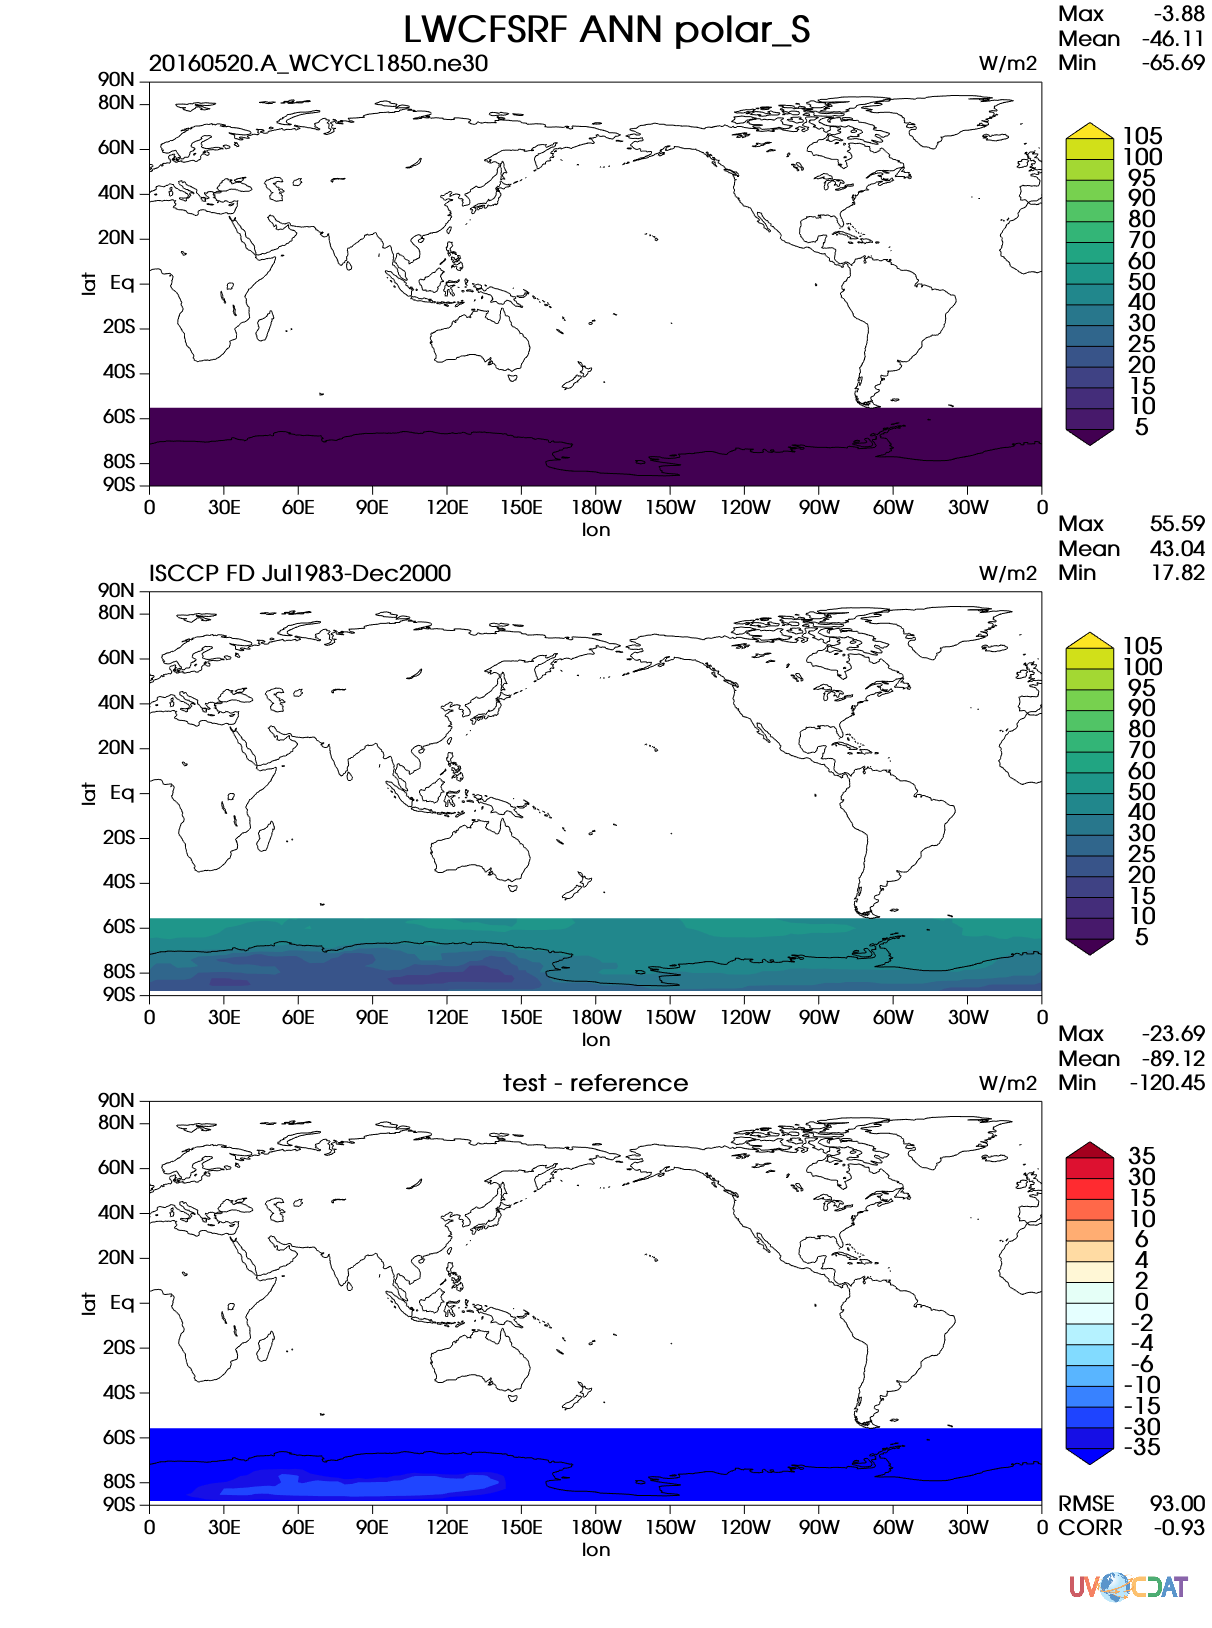 LWCFSRF ANN polar_S
Max -3.88
Mean -46.11
Min -65.69
20160520.A_WCYCL1850.ne30 W/m2
90N
80N
60N
40N
20N
Eq
20S
40S
60S
80S
90S
lat
0 30E 60E 90E 120E 150E 180W 150W 120W 90W 60W 30W 0
lon
105
100
95
90
80
70
60
50
40
30
25
20
15
10
5
Max 55.59
Mean 43.04
Min 17.82
ISCCP FD Jul1983-Dec2000 W/m2
90N
80N
60N
40N
20N
Eq
20S
40S
60S
80S
90S
lat
0 30E 60E 90E 120E 150E 180W 150W 120W 90W 60W 30W 0
lon
105
100
95
90
80
70
60
50
40
30
25
20
15
10
5
Max -23.69
Mean -89.12
Min -120.45
test - reference W/m2
90N
80N
60N
40N
20N
Eq
20S
40S
60S
80S
90S
lat
0 30E 60E 90E 120E 150E 180W 150W 120W 90W 60W 30W 0
lon
35
30
15
10
6
4
2
0
-2
-4
-6
-10
-15
-30
-35
RMSE 93.00
CORR -0.93
UV CDAT